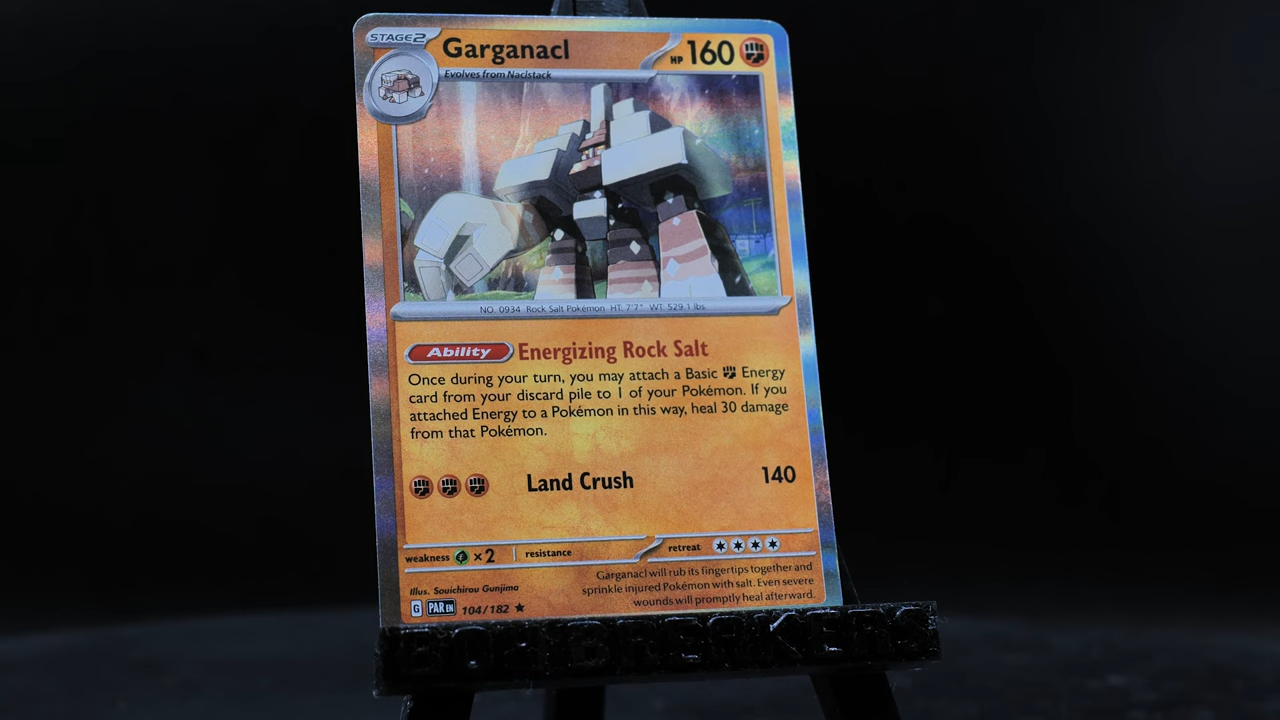 STAGE2
Garganacl
HP 160
Evolves from Naclstack
NO. 0934 Rock Salt Pokémon HT: 7'7" WT: 529.1 lbs.
Ability Energizing Rock Salt
Once during your turn, you may attach a Basic Energy
card from your discard pile to 1 of your Pokémon. If you
attached Energy to a Pokémon in this way, heal 30 damage
from that Pokémon.
Land Crush 140
weakness ×2 resistance retreat
Illus. Souichirou Gunjima
Garganacl will rub its fingertips together and
sprinkle injured Pokémon with salt. Even severe
wounds will promptly heal afterward.
G PAR EN 104/182 ★
BOXBREAKERS